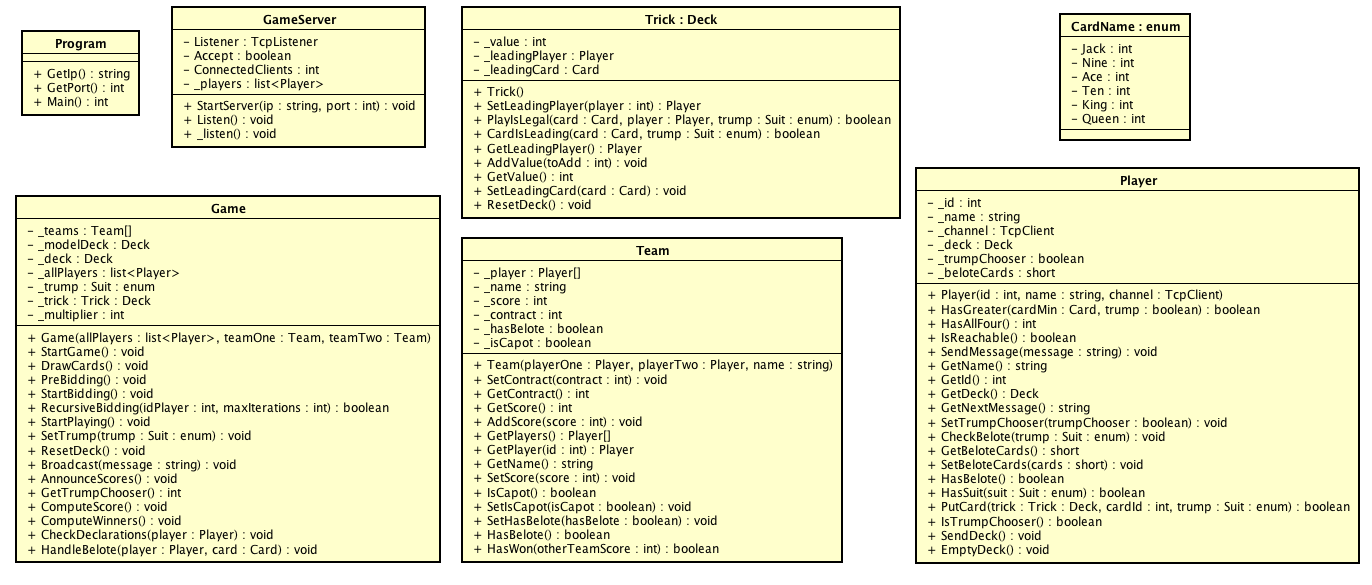 Program
+ GetIp() : string
+ GetPort() : int
+ Main() : int
GameServer
– Listener : TcpListener
– Accept : boolean
– ConnectedClients : int
– _players : list<Player>
+ StartServer(ip : string, port : int) : void
+ Listen() : void
+ _listen() : void
Trick : Deck
– _value : int
– _leadingPlayer : Player
– _leadingCard : Card
+ Trick()
+ SetLeadingPlayer(player : int) : Player
+ PlayIsLegal(card : Card, player : Player, trump : Suit : enum) : boolean
+ CardIsLeading(card : Card, trump : Suit : enum) : boolean
+ GetLeadingPlayer() : Player
+ AddValue(toAdd : int) : void
+ GetValue() : int
+ SetLeadingCard(card : Card) : void
+ ResetDeck() : void
CardName : enum
– Jack : int
– Nine : int
– Ace : int
– Ten : int
– King : int
– Queen : int
Game
– _teams : Team[]
– _modelDeck : Deck
– _deck : Deck
– _allPlayers : list<Player>
– _trump : Suit : enum
– _trick : Trick : Deck
– _multiplier : int
+ Game(allPlayers : list<Player>, teamOne : Team, teamTwo : Team)
+ StartGame() : void
+ DrawCards() : void
+ PreBidding() : void
+ StartBidding() : void
+ RecursiveBidding(idPlayer : int, maxIterations : int) : boolean
+ StartPlaying() : void
+ SetTrump(trump : Suit : enum) : void
+ ResetDeck() : void
+ Broadcast(message : string) : void
+ AnnounceScores() : void
+ GetTrumpChooser() : int
+ ComputeScore() : void
+ ComputeWinners() : void
+ CheckDeclarations(player : Player) : void
+ HandleBelote(player : Player, card : Card) : void
Team
– _player : Player[]
– _name : string
– _score : int
– _contract : int
– _hasBelote : boolean
– _isCapot : boolean
+ Team(playerOne : Player, playerTwo : Player, name : string)
+ SetContract(contract : int) : void
+ GetContract() : int
+ GetScore() : int
+ AddScore(score : int) : void
+ GetPlayers() : Player[]
+ GetPlayer(id : int) : Player
+ GetName() : string
+ SetScore(score : int) : void
+ IsCapot() : boolean
+ SetIsCapot(isCapot : boolean) : void
+ SetHasBelote(hasBelote : boolean) : void
+ HasBelote() : boolean
+ HasWon(otherTeamScore : int) : boolean
Player
– _id : int
– _name : string
– _channel : TcpClient
– _deck : Deck
– _trumpChooser : boolean
– _beloteCards : short
+ Player(id : int, name : string, channel : TcpClient)
+ HasGreater(cardMin : Card, trump : boolean) : boolean
+ HasAllFour() : int
+ IsReachable() : boolean
+ SendMessage(message : string) : void
+ GetName() : string
+ GetId() : int
+ GetDeck() : Deck
+ GetNextMessage() : string
+ SetTrumpChooser(trumpChooser : boolean) : void
+ CheckBelote(trump : Suit : enum) : void
+ GetBeloteCards() : short
+ SetBeloteCards(cards : short) : void
+ HasBelote() : boolean
+ HasSuit(suit : Suit : enum) : boolean
+ PutCard(trick : Trick : Deck, cardId : int, trump : Suit : enum) : boolean
+ IsTrumpChooser() : boolean
+ SendDeck() : void
+ EmptyDeck() : void